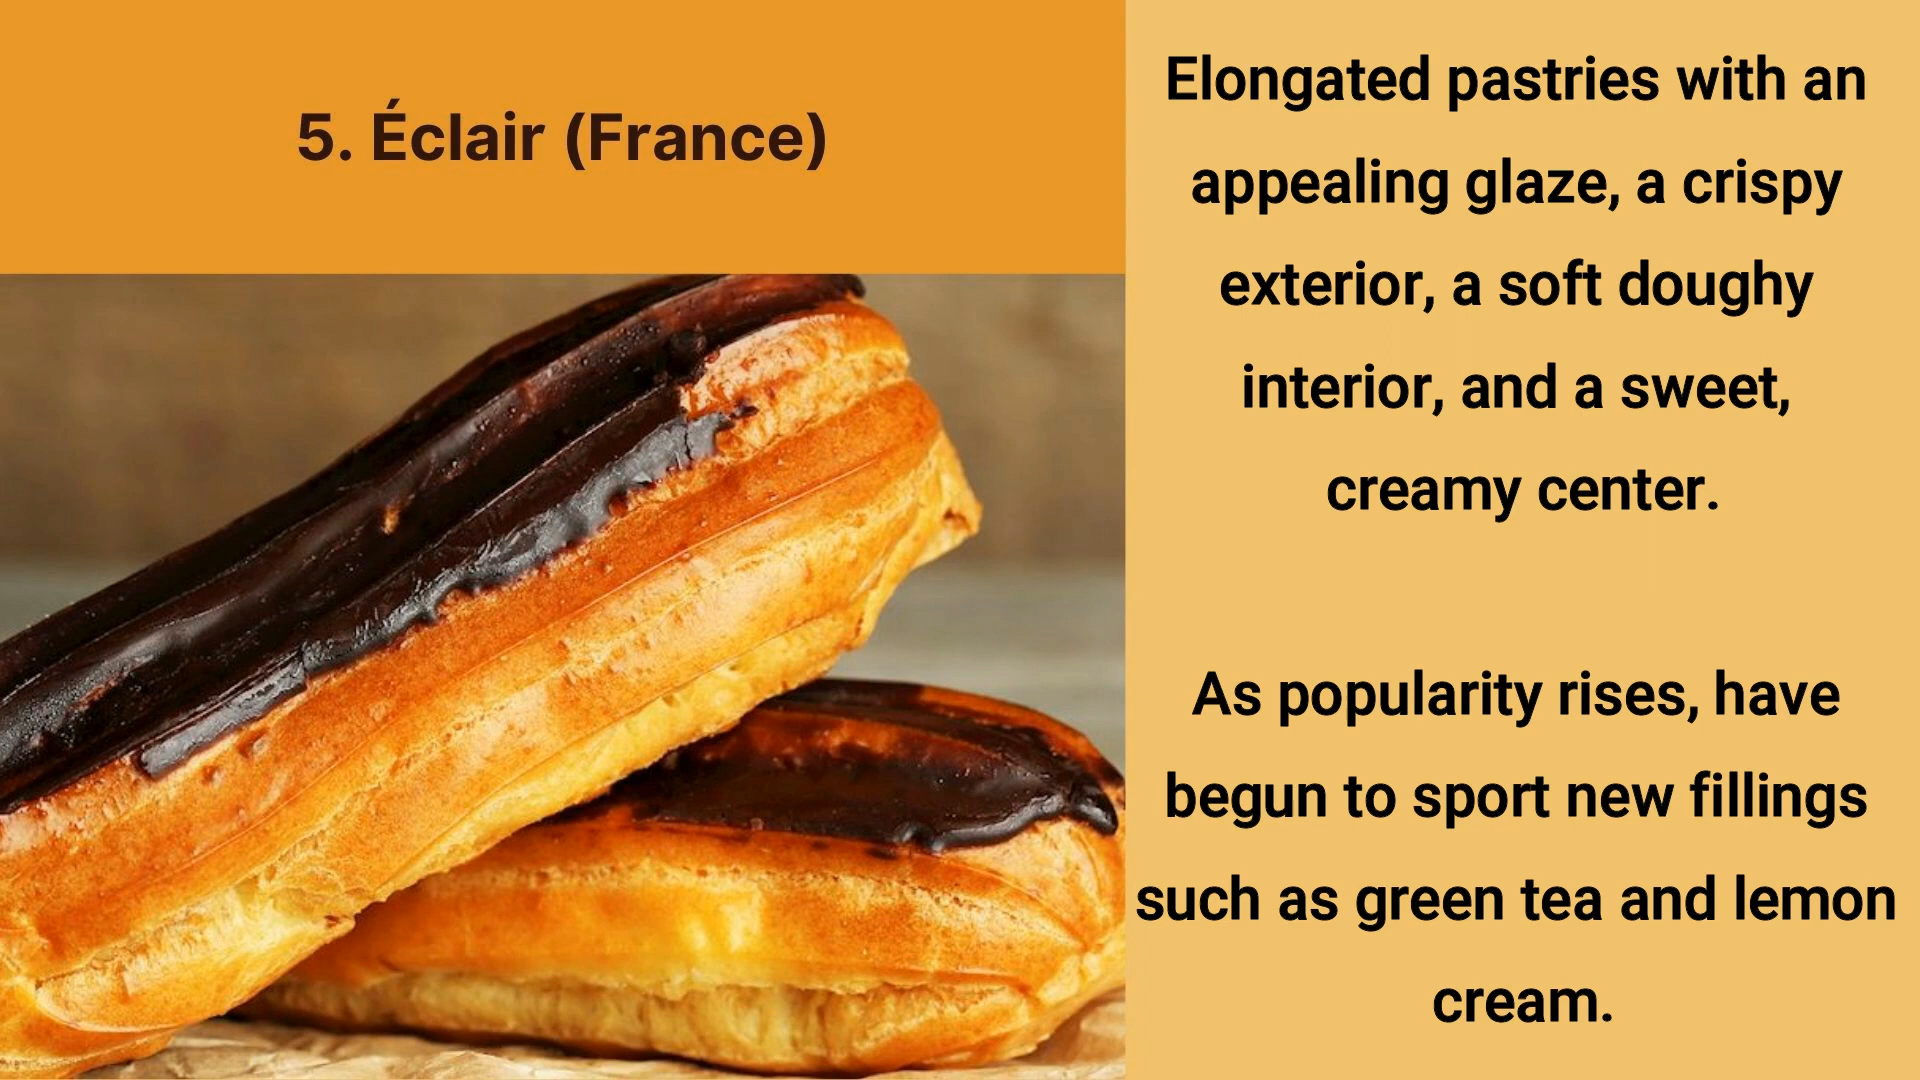 5. Éclair (France)
Elongated pastries with an
appealing glaze, a crispy
exterior, a soft doughy
interior, and a sweet,
creamy center.
As popularity rises, have
begun to sport new fillings
such as green tea and lemon
cream.